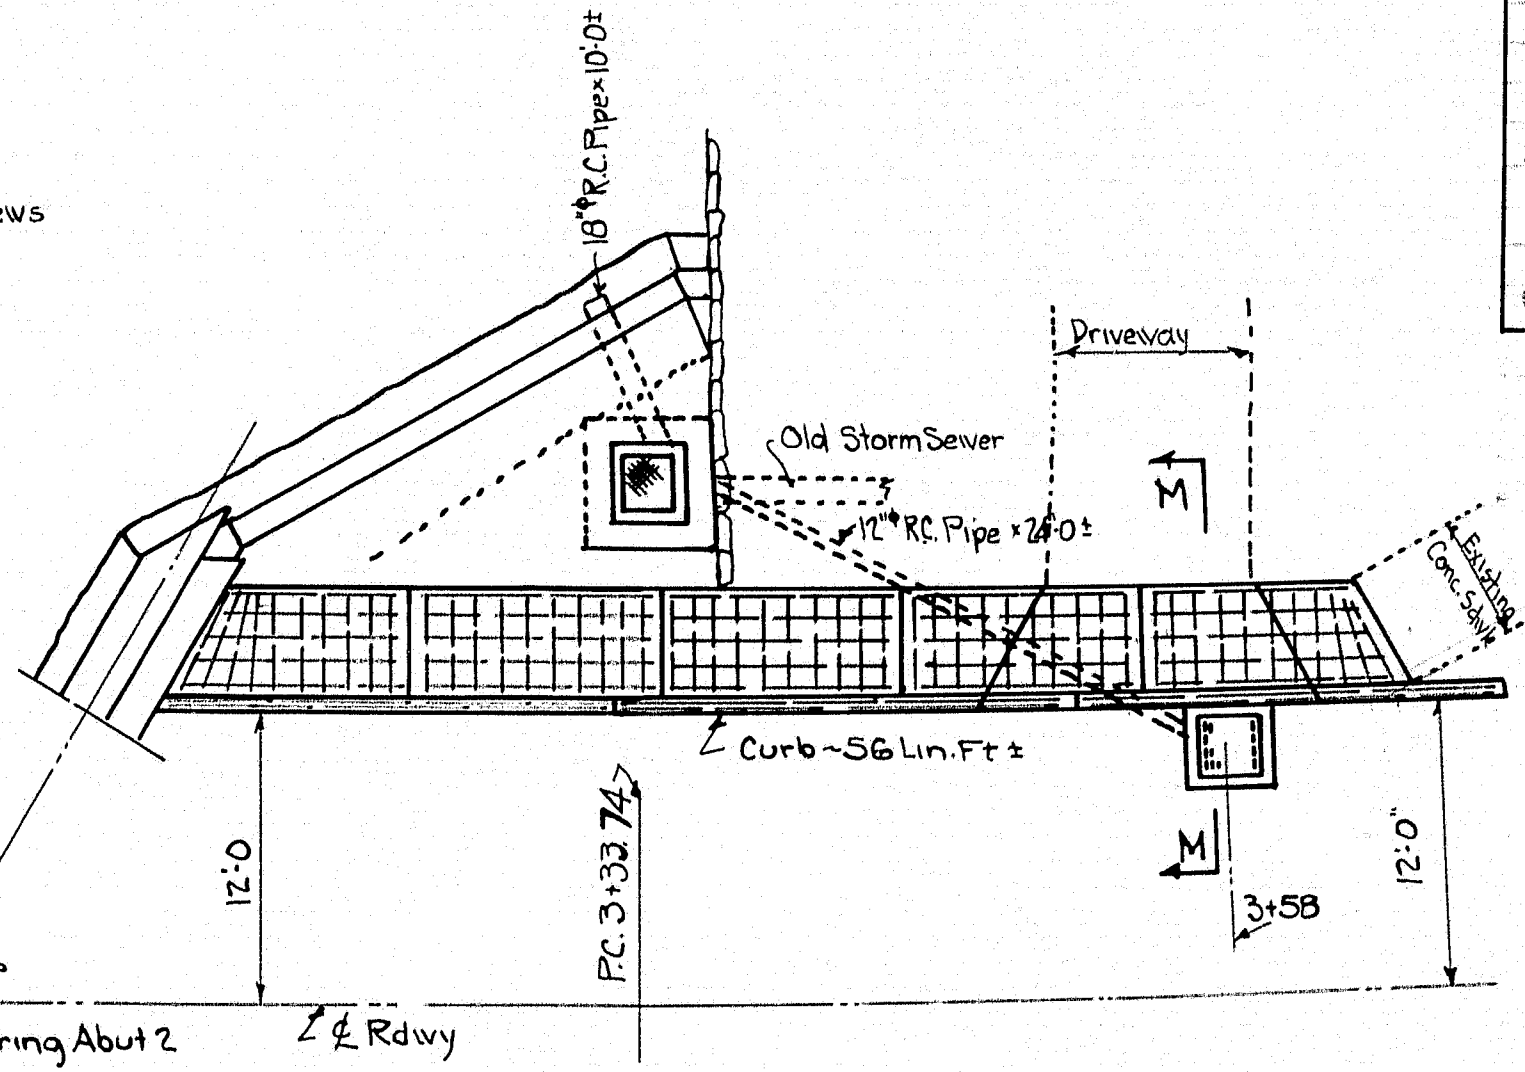 18"ϕ R.C. Pipe x 10'-0±
ews
Driveway
Old Storm Sewer
M
12"ϕ R.C. Pipe x 2 '-0±
Existing
Conc. Sdwlk
Curb ~ 56 Lin. Ft ±
P.C. 3+33.74
12'-0
M
12'-0"
3+58
ring Abut 2
℄ Rdwy